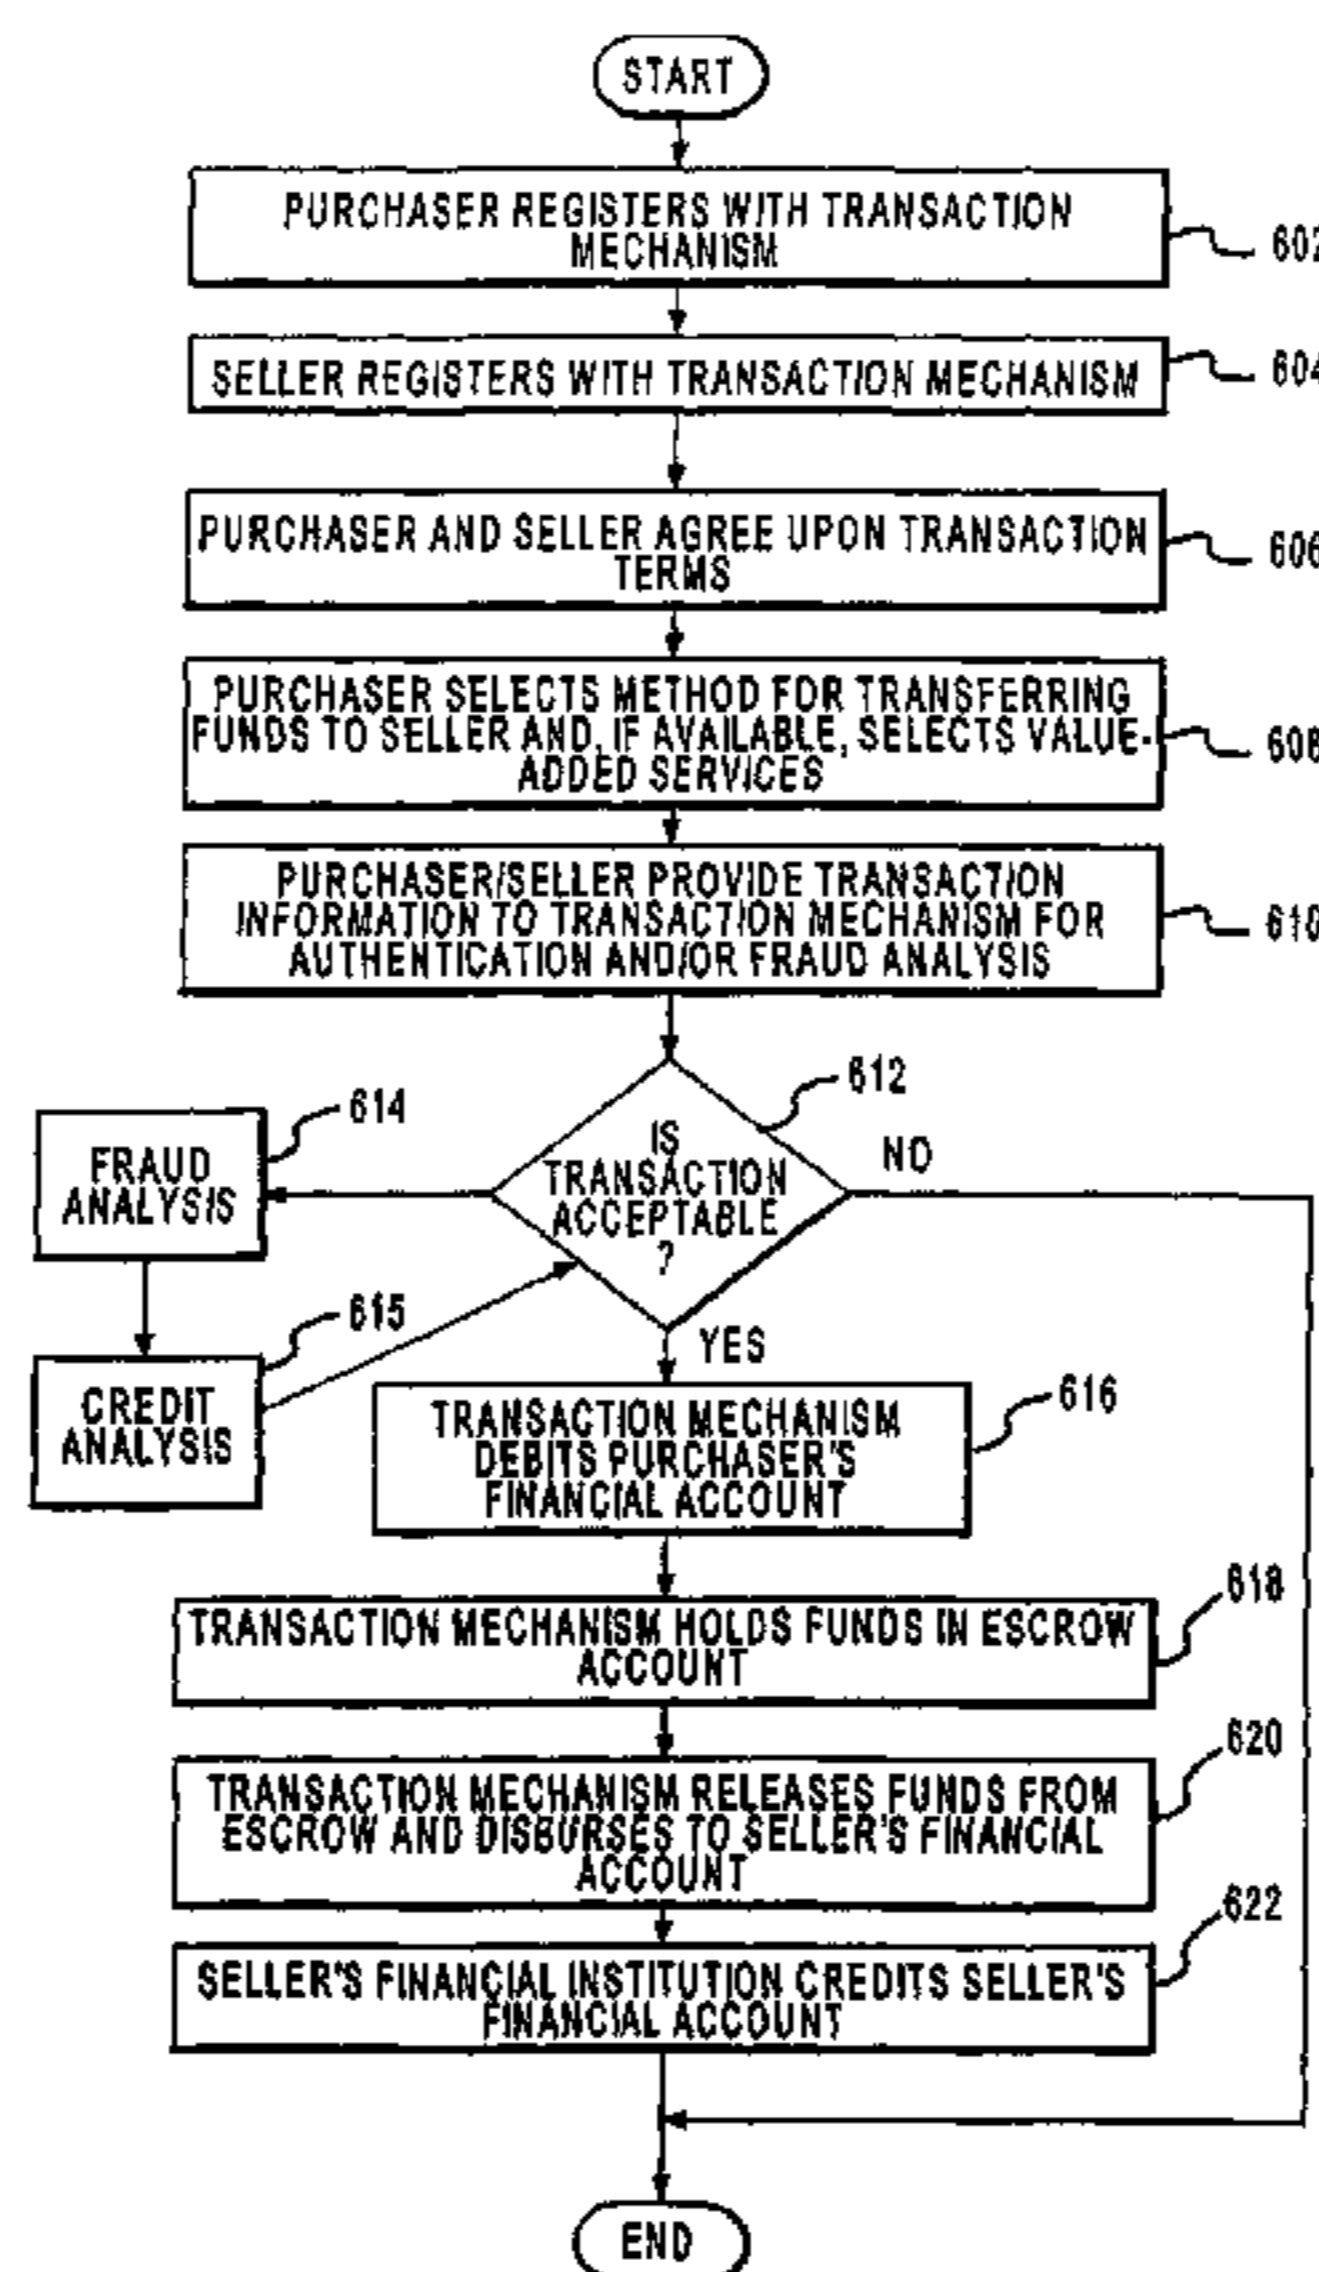 START
PURCHASER REGISTERS WITH TRANSACTION
MECHANISM
602
SELLER REGISTERS WITH TRANSACTION MECHANISM
604
PURCHASER AND SELLER AGREE UPON TRANSACTION
TERMS
606
PURCHASER SELECTS METHOD FOR TRANSFERRING
FUNDS TO SELLER AND, IF AVAILABLE, SELECTS VALUE-
ADDED SERVICES
608
PURCHASER/SELLER PROVIDE TRANSACTION
INFORMATION TO TRANSACTION MECHANISM FOR
AUTHENTICATION AND/OR FRAUD ANALYSIS
610
612
IS
TRANSACTION
ACCEPTABLE
?
NO
614
FRAUD
ANALYSIS
615
CREDIT
ANALYSIS
YES
616
TRANSACTION MECHANISM
DEBITS PURCHASER'S
FINANCIAL ACCOUNT
618
TRANSACTION MECHANISM HOLDS FUNDS IN ESCROW
ACCOUNT
620
TRANSACTION MECHANISM RELEASES FUNDS FROM
ESCROW AND DISBURSES TO SELLER'S FINANCIAL
ACCOUNT
622
SELLER'S FINANCIAL INSTITUTION CREDITS SELLER'S
FINANCIAL ACCOUNT
END